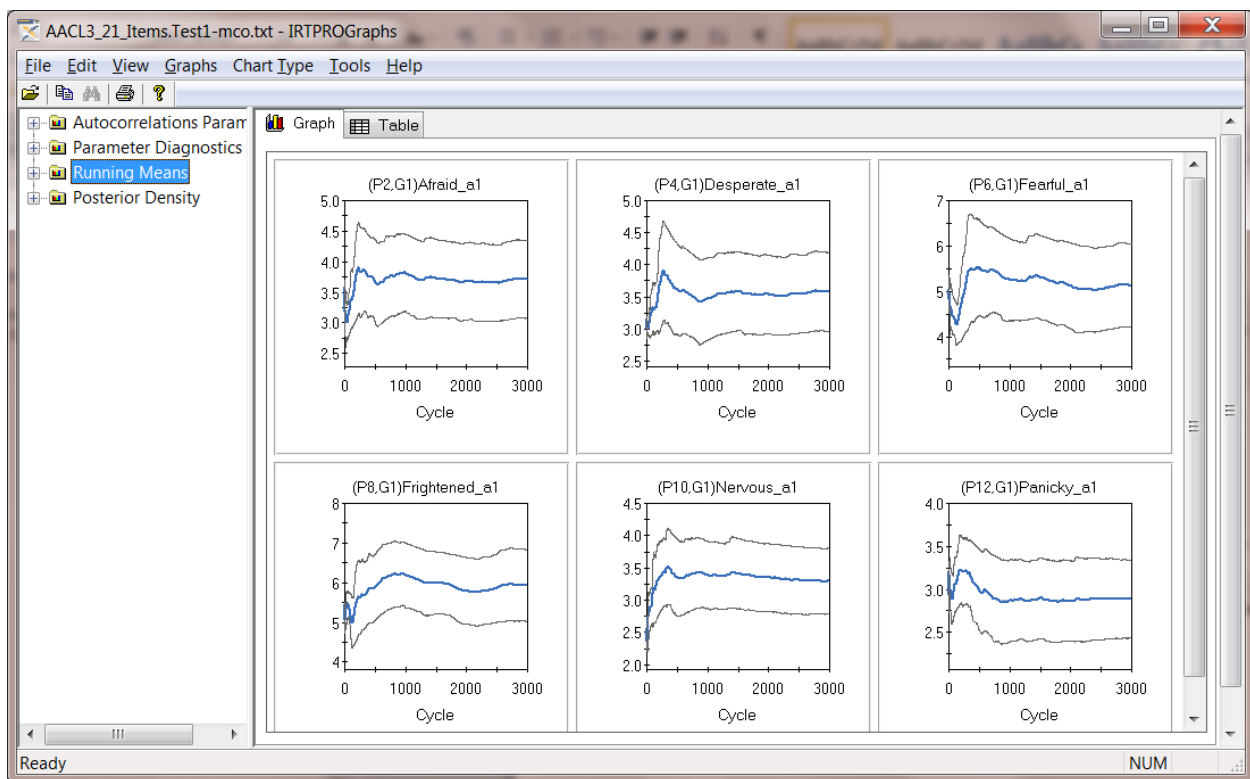 AACL3_21_Items.Test1-mco.txt - IRTPROGraphs
File Edit View Graphs Chart Type Tools Help
Autocorrelations Param
Parameter Diagnostics
Running Means
Posterior Density
Graph Table
(P2,G1)Afraid_a1
5.0
4.5
4.0
3.5
3.0
2.5
0 1000 2000 3000
Cycle
(P4,G1)Desperate_a1
5.0
4.5
4.0
3.5
3.0
2.5
0 1000 2000 3000
Cycle
(P6,G1)Fearful_a1
7
6
5
4
0 1000 2000 3000
Cycle
(P8,G1)Frightened_a1
8
7
6
5
4
0 1000 2000 3000
Cycle
(P10,G1)Nervous_a1
4.5
4.0
3.5
3.0
2.5
2.0
0 1000 2000 3000
Cycle
(P12,G1)Panicky_a1
4.0
3.5
3.0
2.5
0 1000 2000 3000
Cycle
Ready NUM